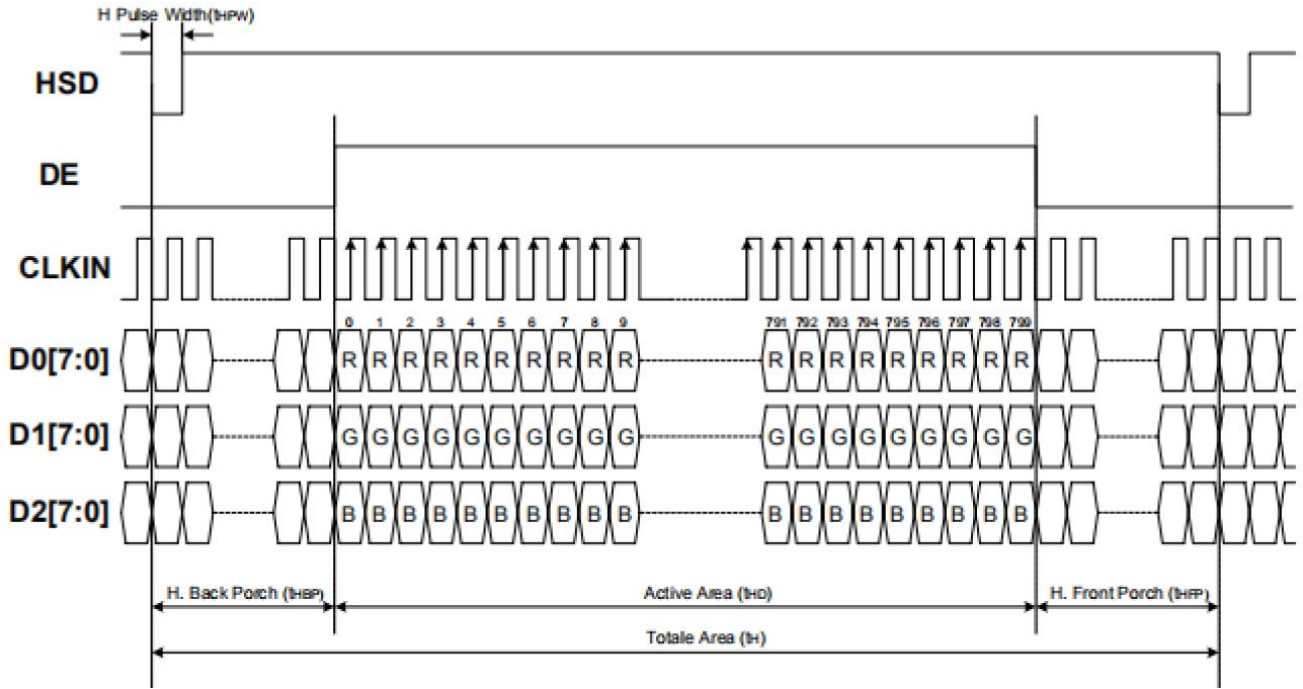 H Pulse Width(tHPW)
HSD
DE
CLKIN
0 1 2 3 4 5 6 7 8 9 791 792 793 794 795 796 797 798 799
D0[7:0] R R R R R R R R R R R R R R R R R R R
D1[7:0] G G G G G G G G G G G G G G G G G G G
D2[7:0] B B B B B B B B B B B B B B B B B B B
H. Back Porch (tHBP) Active Area (tHD) H. Front Porch (tHFP)
Totale Area (tH)